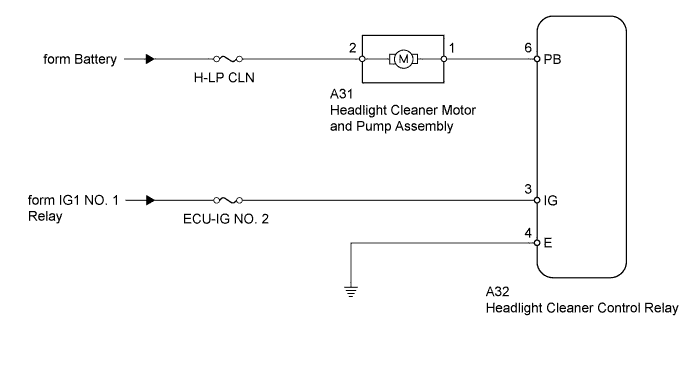 form Battery
H-LP CLN
2
M
1
6
PB
A31
Headlight Cleaner Motor
and Pump Assembly
form IG1 NO. 1
Relay
ECU-IG NO. 2
3
IG
4
E
A32
Headlight Cleaner Control Relay